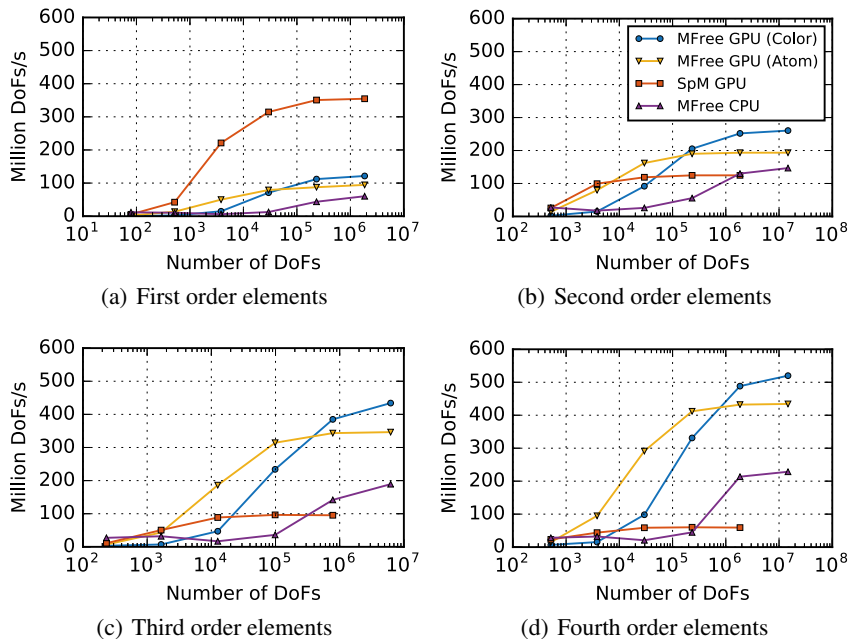 600
500
400
300
200
100
0
Million DoFs/s
10^1 10^2 10^3 10^4 10^5 10^6 10^7
Number of DoFs
(a) First order elements
600
500
400
300
200
100
0
Million DoFs/s
MFree GPU (Color)
MFree GPU (Atom)
SpM GPU
MFree CPU
10^2 10^3 10^4 10^5 10^6 10^7 10^8
Number of DoFs
(b) Second order elements
600
500
400
300
200
100
0
Million DoFs/s
10^2 10^3 10^4 10^5 10^6 10^7
Number of DoFs
(c) Third order elements
600
500
400
300
200
100
0
Million DoFs/s
10^2 10^3 10^4 10^5 10^6 10^7 10^8
Number of DoFs
(d) Fourth order elements